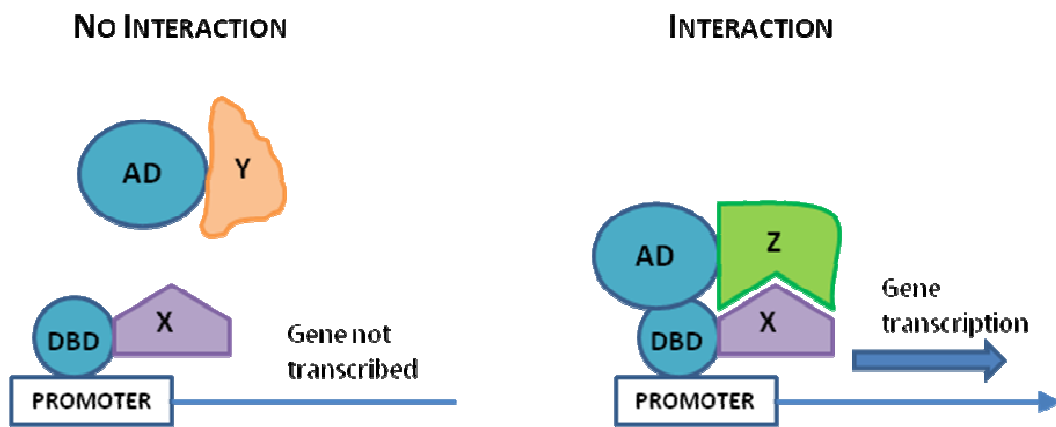 NO INTERACTION
AD
Y
DBD
X
Gene not
transcribed
PROMOTER
INTERACTION
AD
Z
DBD
X
Gene
transcription
PROMOTER